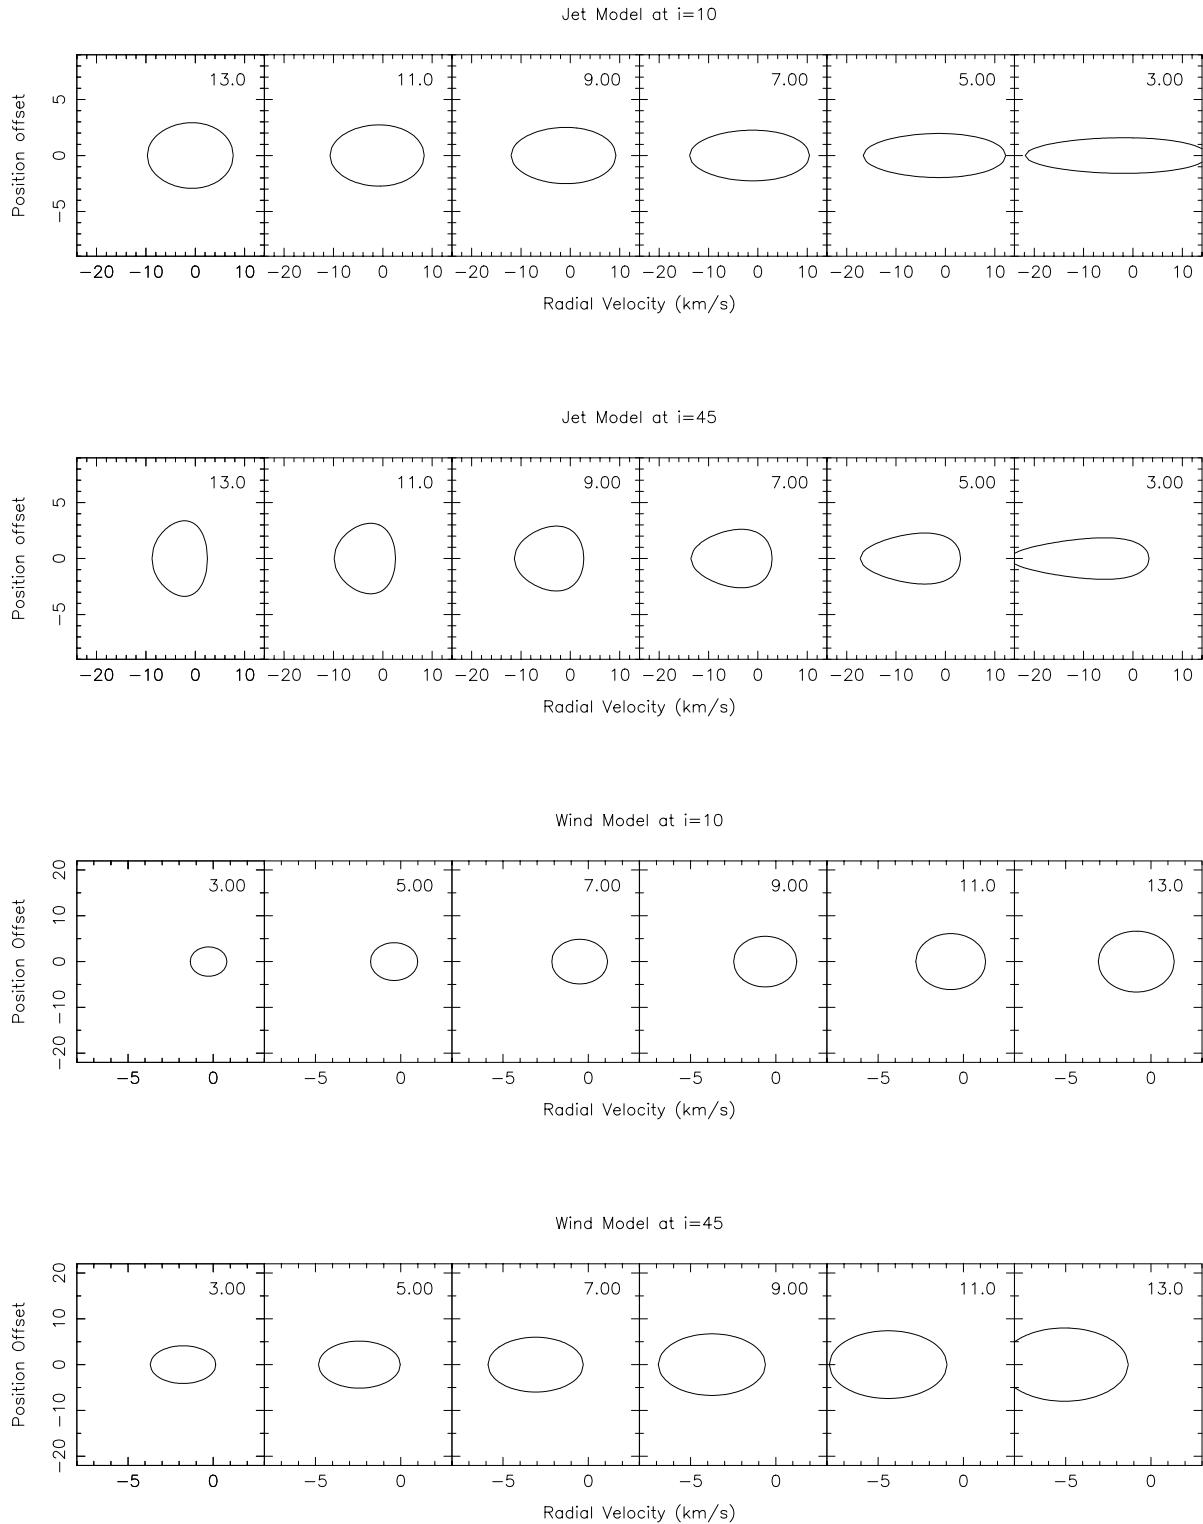 Jet Model at i=10
13.0 11.0 9.00 7.00 5.00 3.00
Position offset
5
0
−5
−20 −10 0 10 −20 −10 0 10 −20 −10 0 10 −20 −10 0 10 −20 −10 0 10 −20 −10 0 10
Radial Velocity (km/s)
Jet Model at i=45
13.0 11.0 9.00 7.00 5.00 3.00
Position offset
5
0
−5
−20 −10 0 10 −20 −10 0 10 −20 −10 0 10 −20 −10 0 10 −20 −10 0 10 −20 −10 0 10
Radial Velocity (km/s)
Wind Model at i=10
3.00 5.00 7.00 9.00 11.0 13.0
Position Offset
20
10
0
−10
−20
−5 0 −5 0 −5 0 −5 0 −5 0 −5 0
Radial Velocity (km/s)
Wind Model at i=45
3.00 5.00 7.00 9.00 11.0 13.0
Position Offset
20
10
0
−10
−20
−5 0 −5 0 −5 0 −5 0 −5 0 −5 0
Radial Velocity (km/s)